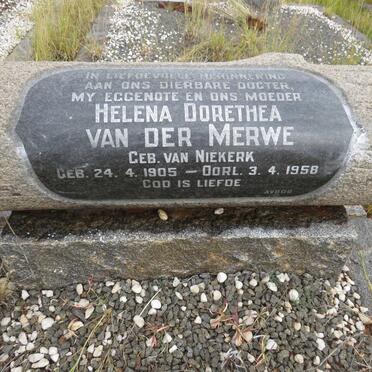 IN LIEFDEVOLLE HERINNERING
AAN ONS DIERBARE DOGTER,
MY EGGENOTE EN ONS MOEDER
HELENA DORETHEA
VAN DER MERWE
GEB. VAN NIEKERK
GEB. 24. 4. 1905 — OORL. 3. 4. 1958
GOD IS LIEFDE